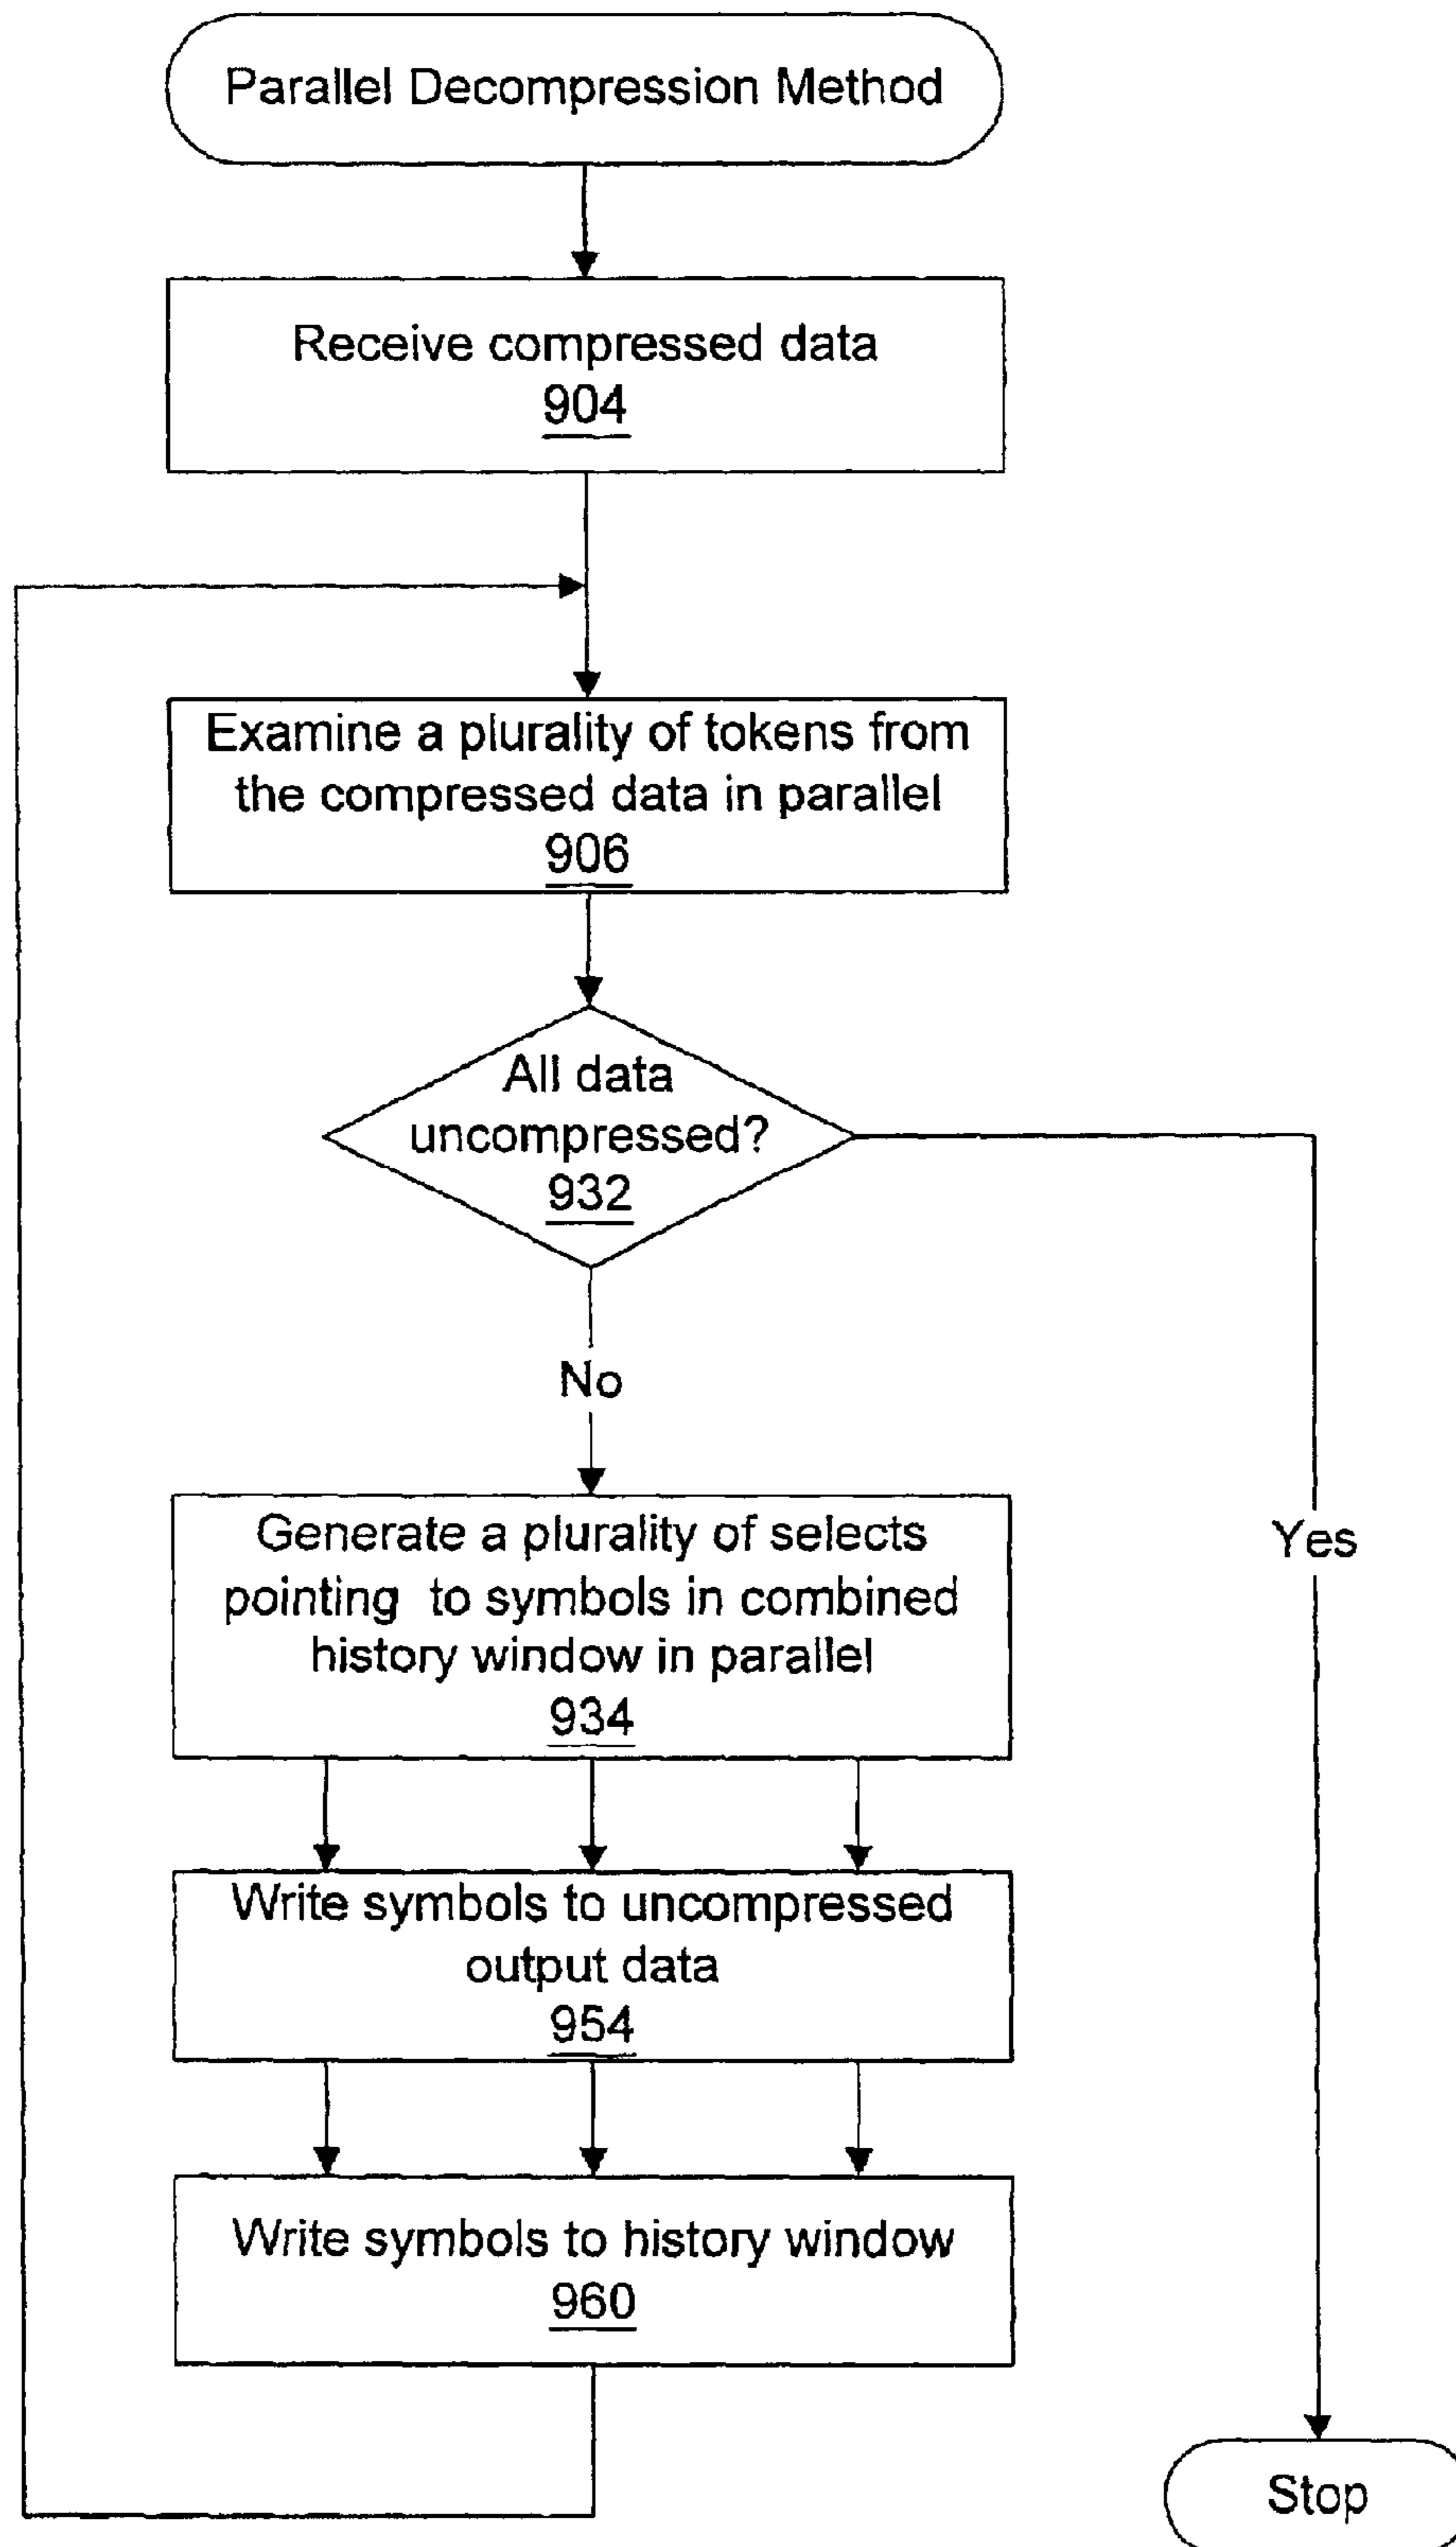 Parallel Decompression Method
Receive compressed data
904
Examine a plurality of tokens from
the compressed data in parallel
906
All data
uncompressed?
932
No
Yes
Generate a plurality of selects
pointing to symbols in combined
history window in parallel
934
Write symbols to uncompressed
output data
954
Write symbols to history window
960
Stop